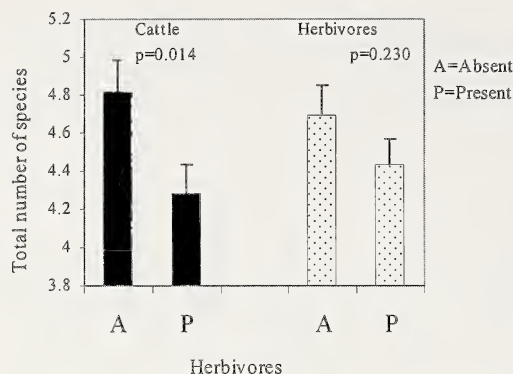 5.2
5
4.8
4.6
4.4
4.2
4
3.8
Total number of species
Cattle
p=0.014
Herbivores
p=0.230
A=Absent
P=Present
A P A P
Herbivores